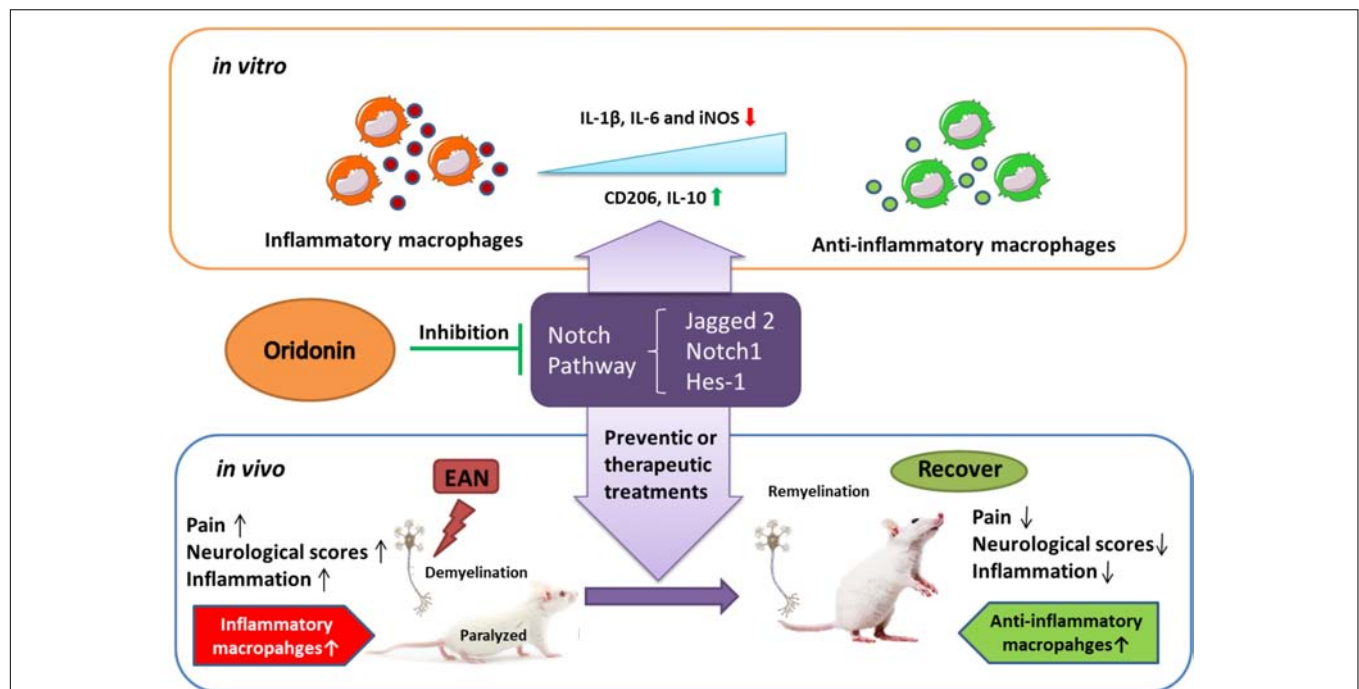 in vitro
IL-1β, IL-6 and iNOS ⬇
CD206, IL-10 ⬆
Inflammatory macrophages
Anti-inflammatory macrophages
Oridonin
Inhibition
Notch
Pathway
Jagged 2
Notch1
Hes-1
Preventic or
therapeutic
treatments
in vivo
EAN
Pain ↑
Neurological scores ↑
Inflammation ↑
Demyelination
Paralyzed
Inflammatory
macropahges↑
Remyelination
Recover
Pain ↓
Neurological scores↓
Inflammation ↓
Anti-inflammatory
macropahges↑